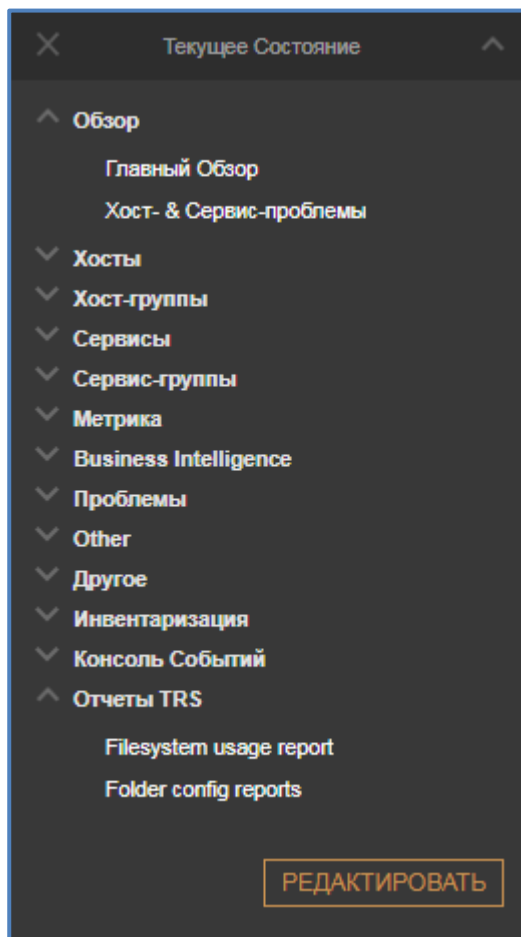 Текущее Состояние
Обзор
Главный Обзор
Хост- & Сервис-проблемы
Хосты
Хост-группы
Сервисы
Сервис-группы
Метрика
Business Intelligence
Проблемы
Other
Другое
Инвентаризация
Консоль Событий
Отчеты TRS
Filesystem usage report
Folder config reports
РЕДАКТИРОВАТЬ